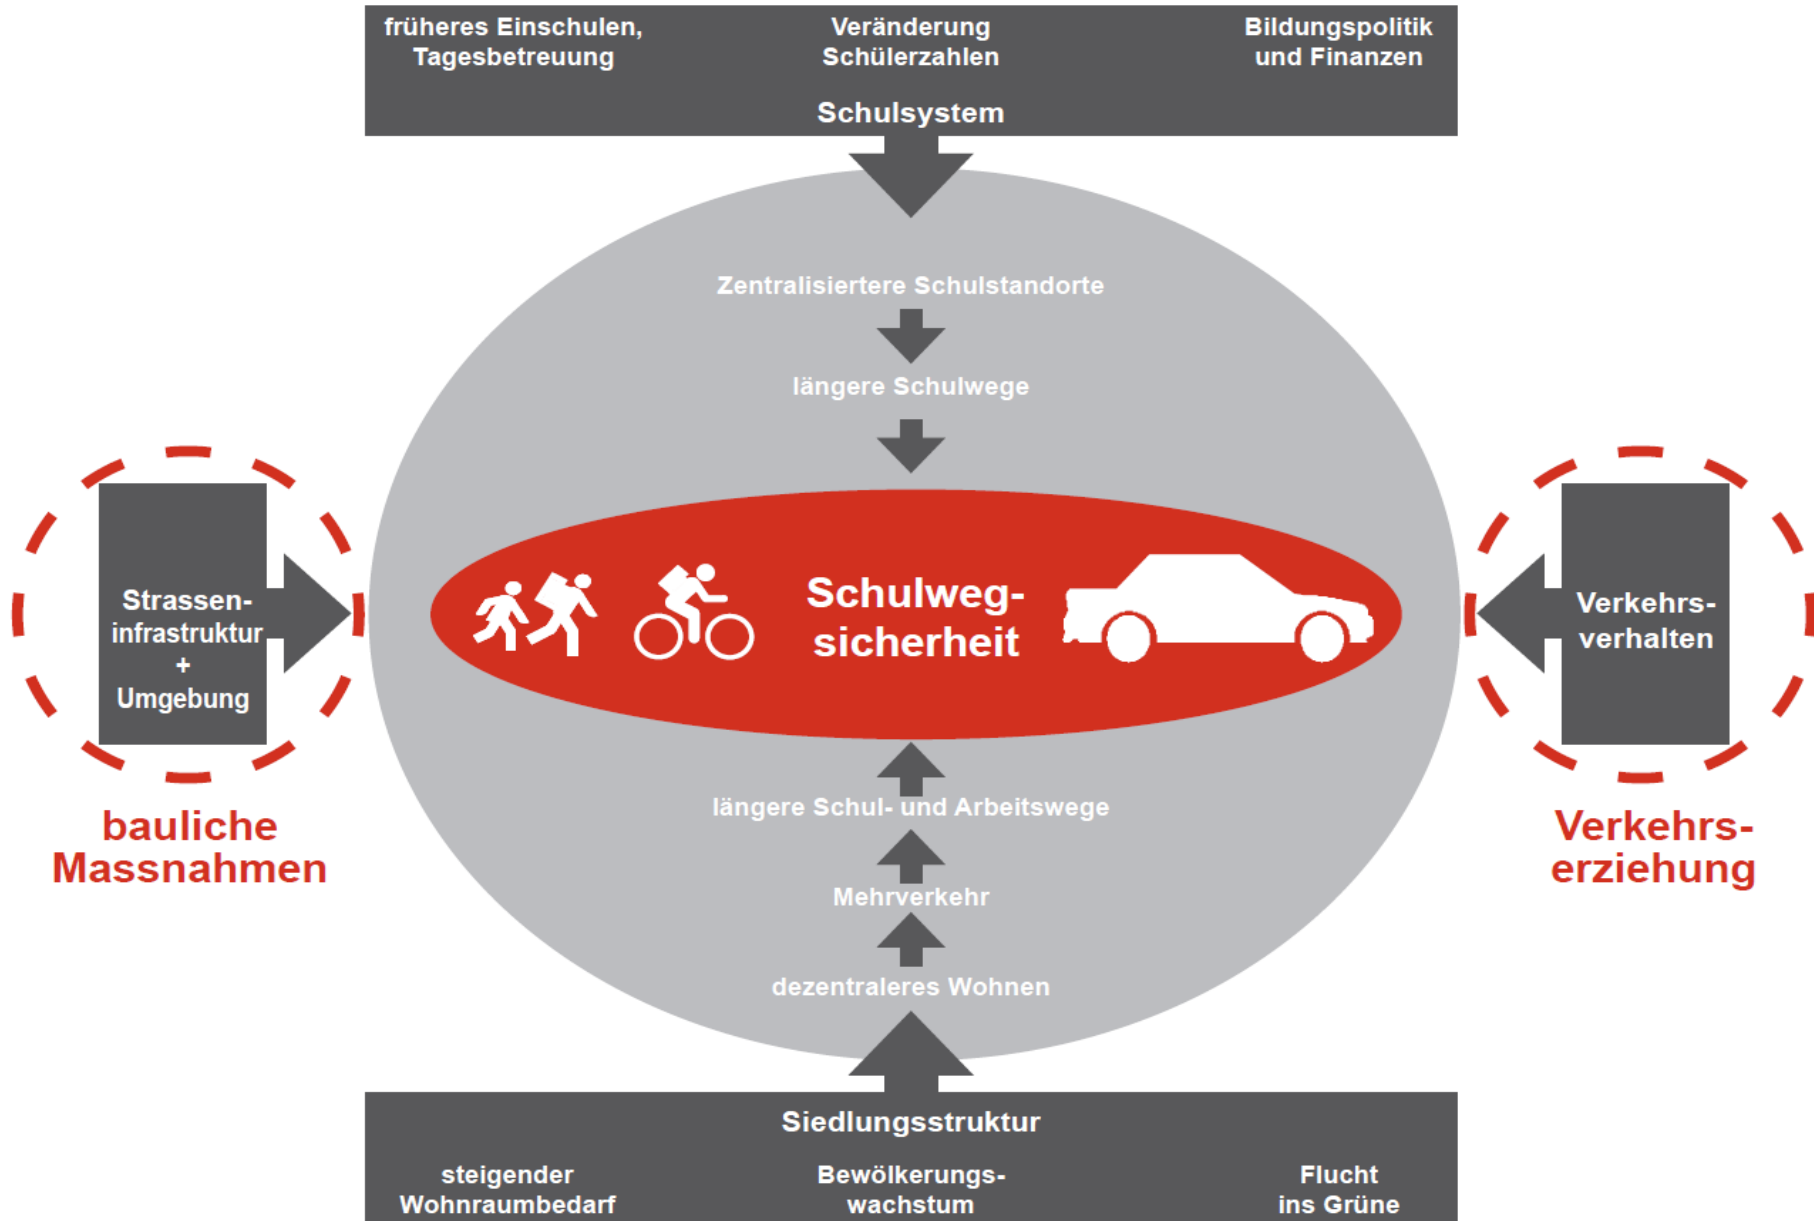 früheres Einschulen,
Tagesbetreuung
Veränderung
Schülerzahlen
Bildungspolitik
und Finanzen
Schulsystem
Zentralisiertere Schulstandorte
längere Schulwege
Strassen-
infrastruktur
+
Umgebung
bauliche
Massnahmen
Schulweg-
sicherheit
Verkehrs-
verhalten
Verkehrs-
erziehung
längere Schul- und Arbeitswege
Mehrverkehr
dezentraleres Wohnen
Siedlungsstruktur
steigender
Wohnraumbedarf
Bewölkerungs-
wachstum
Flucht
ins Grüne